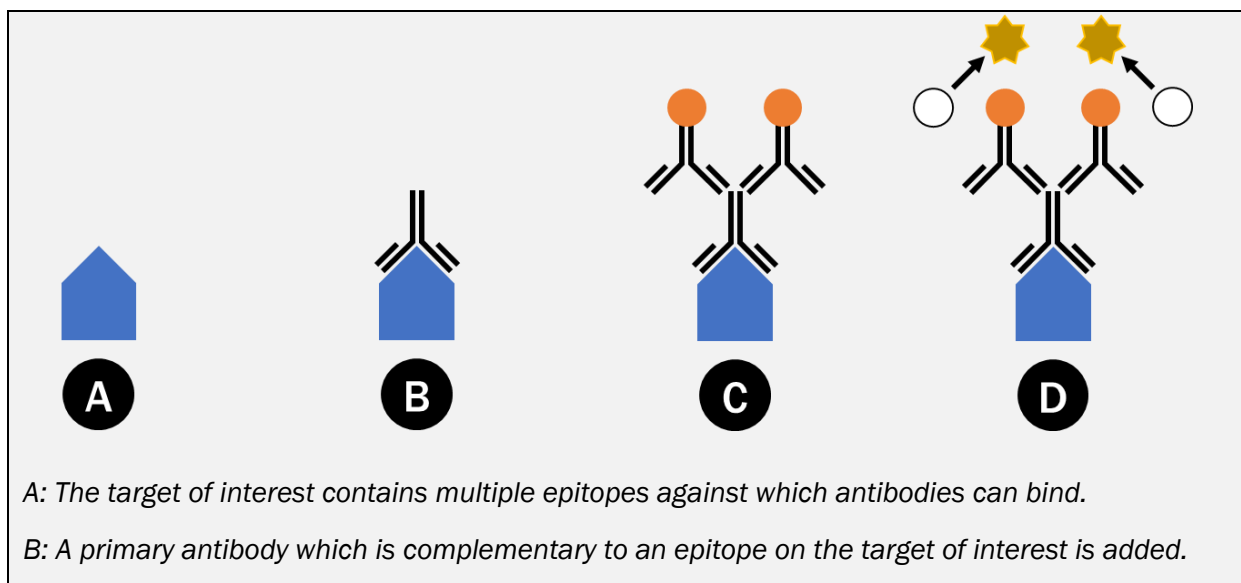 A B C D
A: The target of interest contains multiple epitopes against which antibodies can bind.
B: A primary antibody which is complementary to an epitope on the target of interest is added.